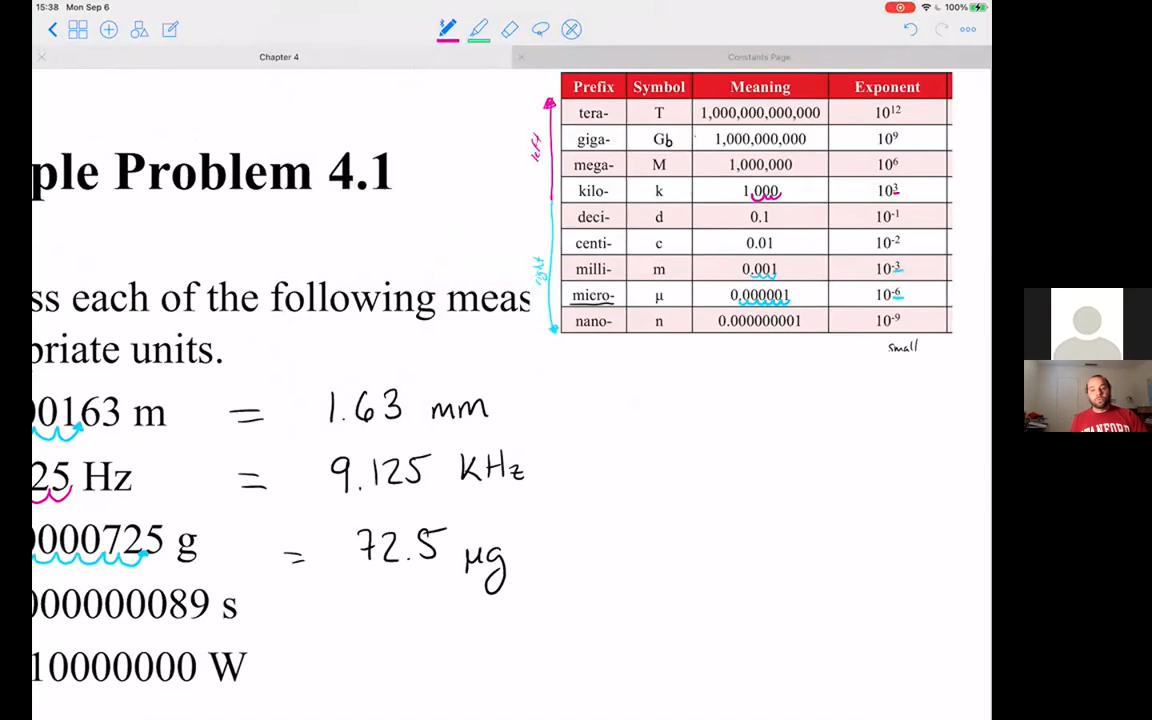 15:38 Mon Sep 6
100%
Chapter 4
Constants Page
ple Problem 4.1
ss each of the following meas
priate units.
00163 m = 1.63 mm
25 Hz = 9.125 KHz
0000725 g = 72.5 μg
000000089 s
10000000 W
left
right
Prefix Symbol Meaning Exponent
tera- T 1,000,000,000,000 10¹²
giga- Gb 1,000,000,000 10⁹
mega- M 1,000,000 10⁶
kilo- k 1,000 10³
deci- d 0.1 10⁻¹
centi- c 0.01 10⁻²
milli- m 0.001 10⁻³
micro- μ 0.000001 10⁻⁶
nano- n 0.000000001 10⁻⁹
small
STANFORD